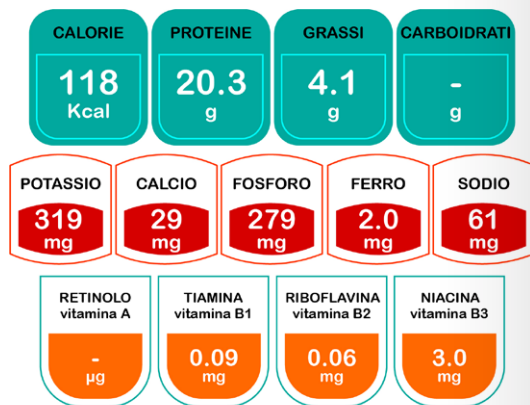 CALORIE PROTEINE GRASSI CARBOIDRATI
118 20.3 4.1 -
Kcal g g g
POTASSIO CALCIO FOSFORO FERRO SODIO
319 29 279 2.0 61
mg mg mg mg mg
RETINOLO TIAMINA RIBOFLAVINA NIACINA
vitamina A vitamina B1 vitamina B2 vitamina B3
- 0.09 0.06 3.0
µg mg mg mg